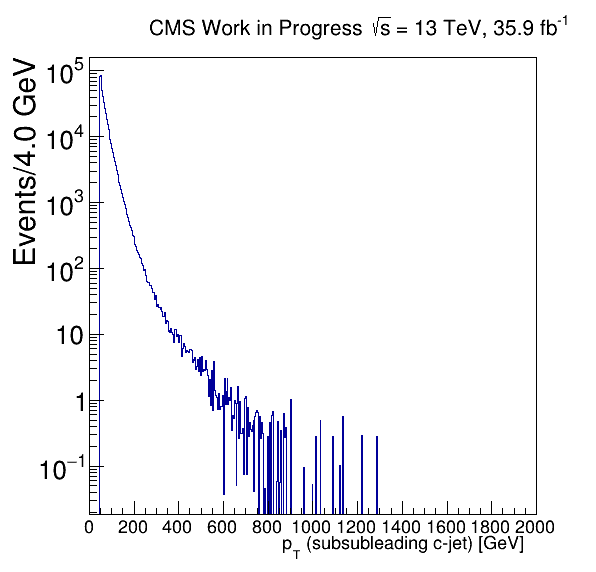 CMS Work in Progress √s = 13 TeV, 35.9 fb⁻¹
Events/4.0 GeV
10⁵
10⁴
10³
10²
10
1
10⁻¹
0 200 400 600 800 1000 1200 1400 1600 1800 2000
p_T (subsubleading c-jet) [GeV]